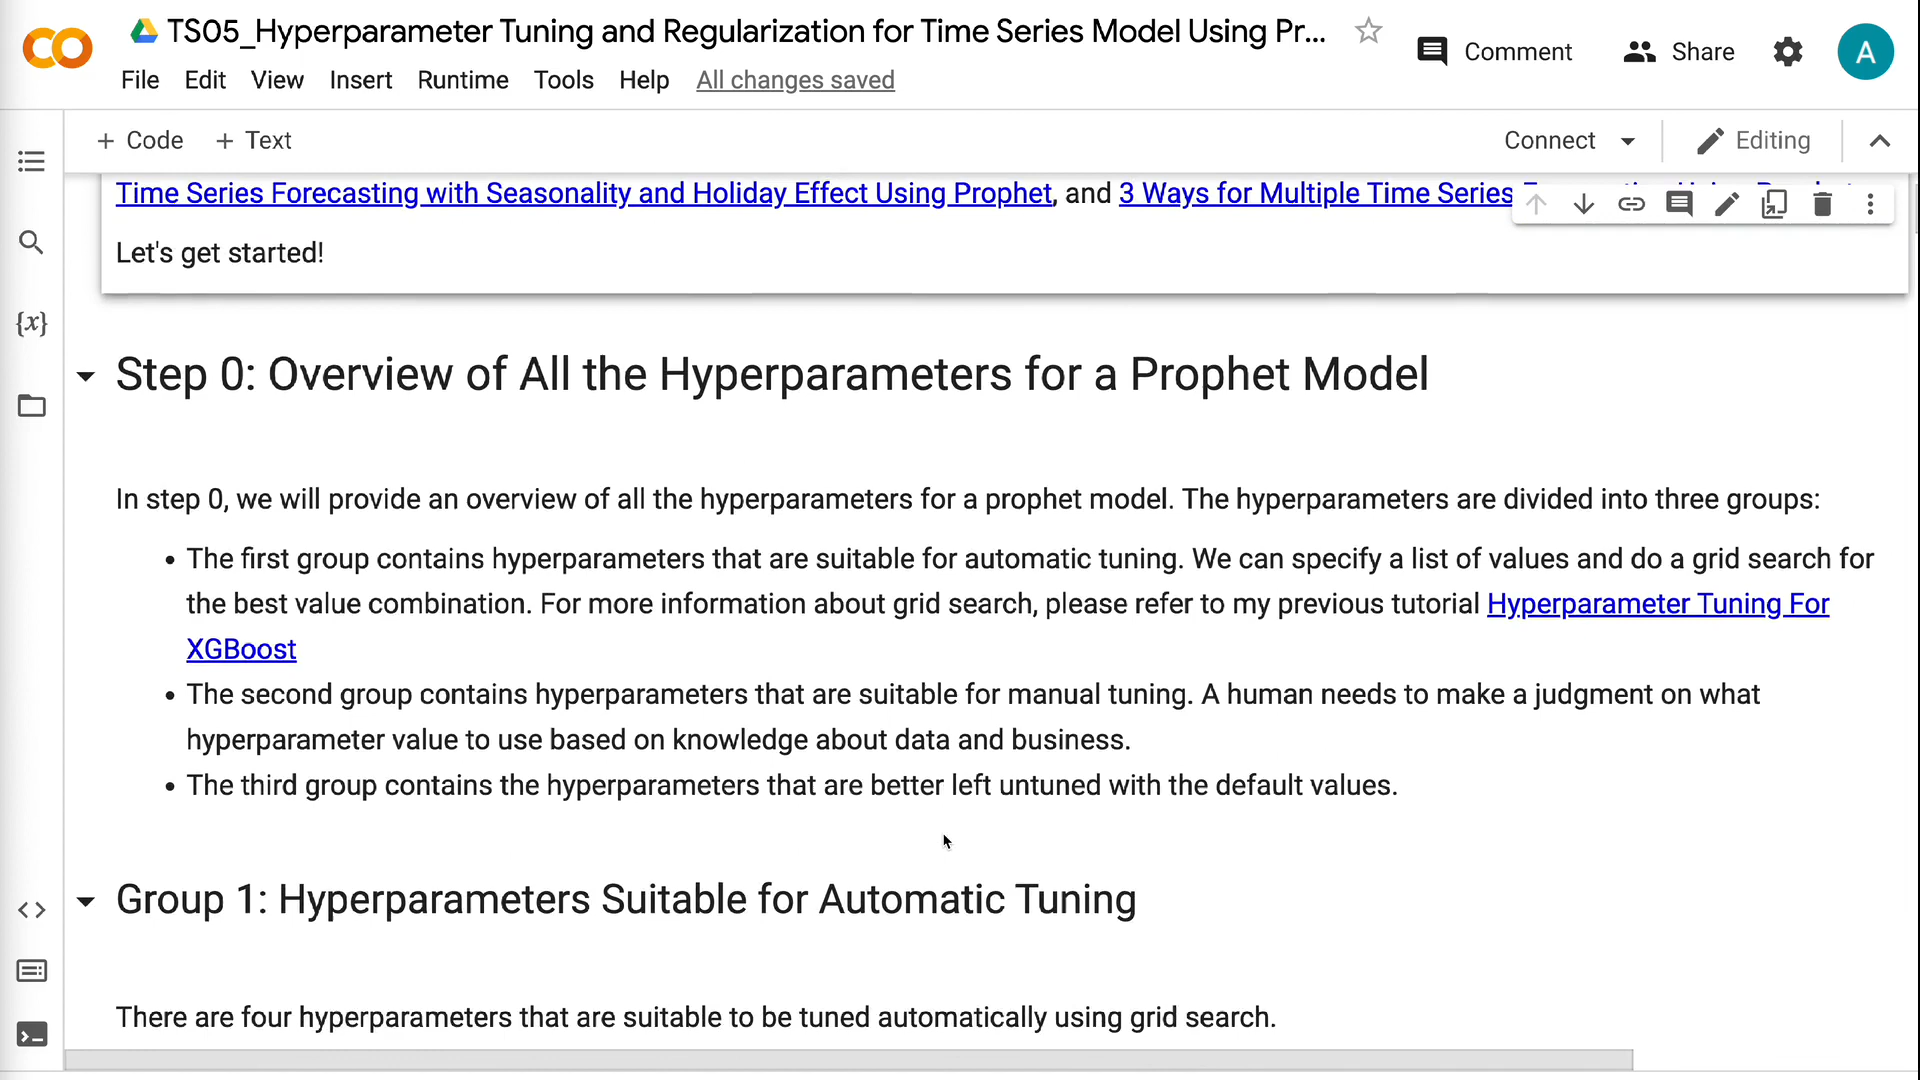 TS05_Hyperparameter Tuning and Regularization for Time Series Model Using Pr...
Comment
Share
A
File Edit View Insert Runtime Tools Help All changes saved
+ Code + Text
Connect
Editing
Time Series Forecasting with Seasonality and Holiday Effect Using Prophet, and 3 Ways for Multiple Time Series
Let's get started!
{x}
Step 0: Overview of All the Hyperparameters for a Prophet Model
In step 0, we will provide an overview of all the hyperparameters for a prophet model. The hyperparameters are divided into three groups:
• The first group contains hyperparameters that are suitable for automatic tuning. We can specify a list of values and do a grid search for
the best value combination. For more information about grid search, please refer to my previous tutorial Hyperparameter Tuning For
XGBoost
• The second group contains hyperparameters that are suitable for manual tuning. A human needs to make a judgment on what
hyperparameter value to use based on knowledge about data and business.
• The third group contains the hyperparameters that are better left untuned with the default values.
Group 1: Hyperparameters Suitable for Automatic Tuning
There are four hyperparameters that are suitable to be tuned automatically using grid search.